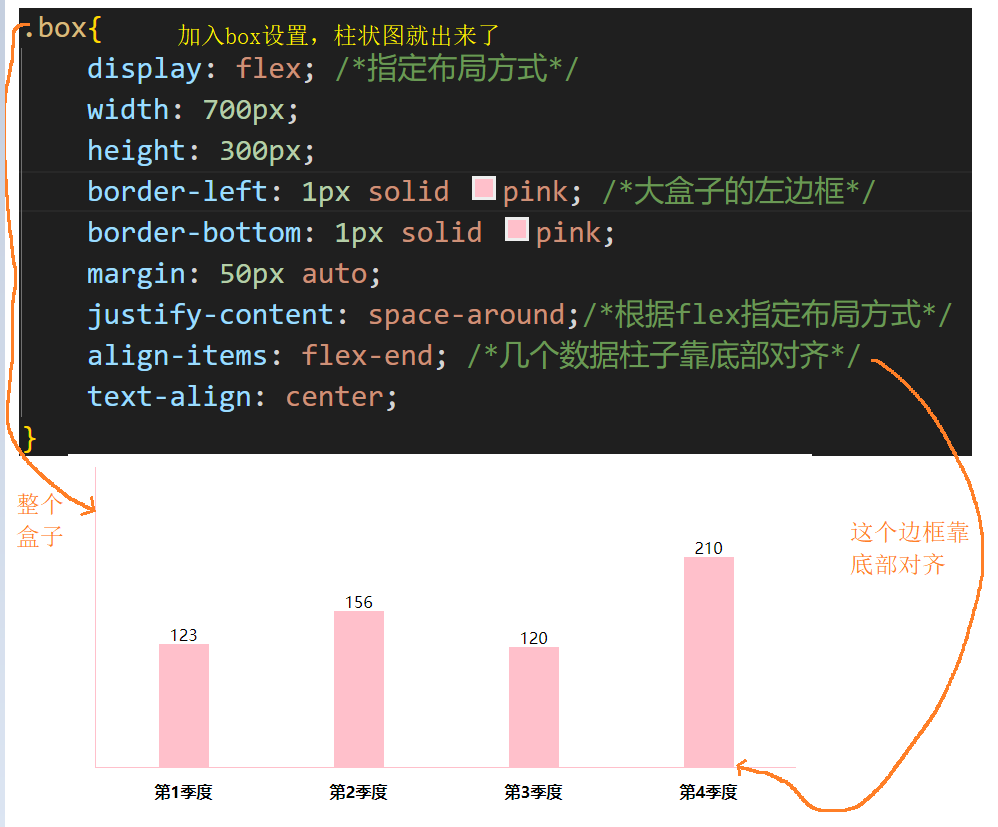 .box{
加入box设置，柱状图就出来了
display: flex; /*指定布局方式*/
width: 700px;
height: 300px;
border-left: 1px solid pink; /*大盒子的左边框*/
border-bottom: 1px solid pink;
margin: 50px auto;
justify-content: space-around;/*根据flex指定布局方式*/
align-items: flex-end; /*几个数据柱子靠底部对齐*/
text-align: center;
}
整个
盒子
这个边框靠
底部对齐
123
156
120
210
第1季度
第2季度
第3季度
第4季度